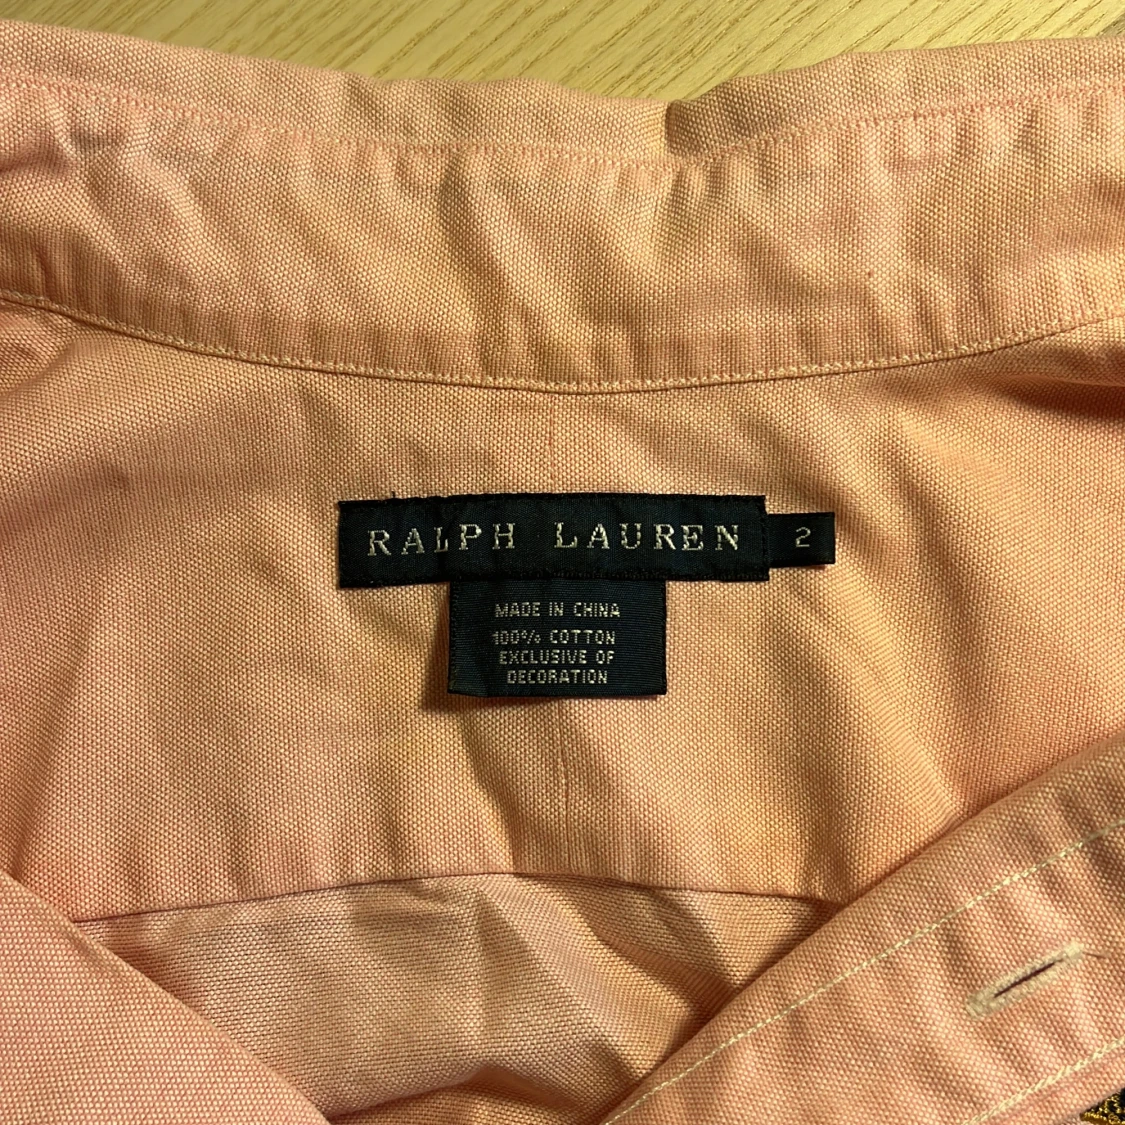 RALPH LAUREN
2
MADE IN CHINA
100% COTTON
EXCLUSIVE OF
DECORATION